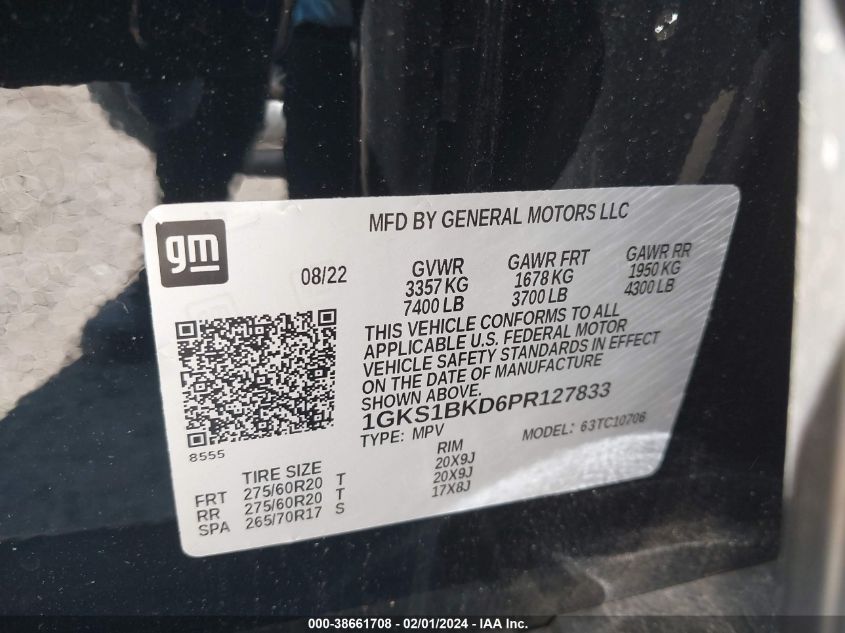 MFD BY GENERAL MOTORS LLC
gm
08/22
GVWR GAWR FRT GAWR RR
3357 KG 1678 KG 1950 KG
7400 LB 3700 LB 4300 LB
THIS VEHICLE CONFORMS TO ALL
APPLICABLE U.S. FEDERAL MOTOR
VEHICLE SAFETY STANDARDS IN EFFECT
ON THE DATE OF MANUFACTURE
SHOWN ABOVE.
1GKS1BKD6PR127833
TYPE: MPV MODEL: 63TC10706
8555
TIRE SIZE RIM
FRT 275/60R20 T 20X9J
RR 275/60R20 T 20X9J
SPA 265/70R17 S 17X8J
000-38661708 - 02/01/2024 - IAA Inc.